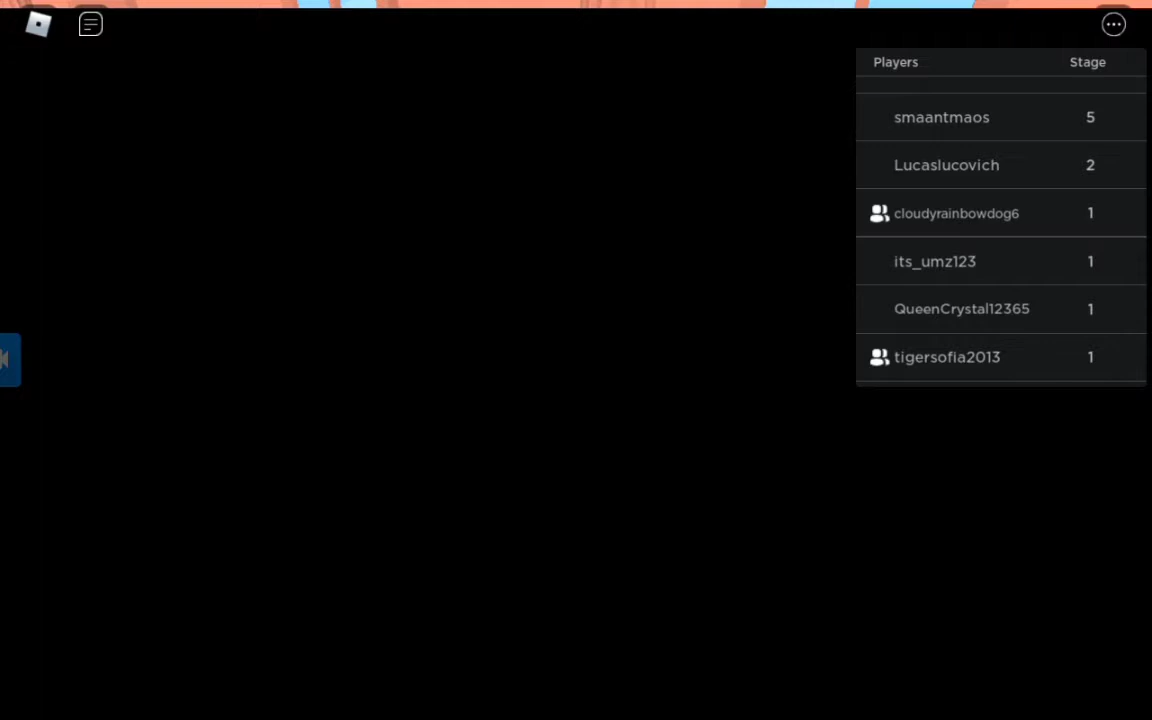 Players Stage
smaantmaos 5
Lucaslucovich 2
cloudyrainbowdog6 1
its_umz123 1
QueenCrystal12365 1
tigersofia2013 1